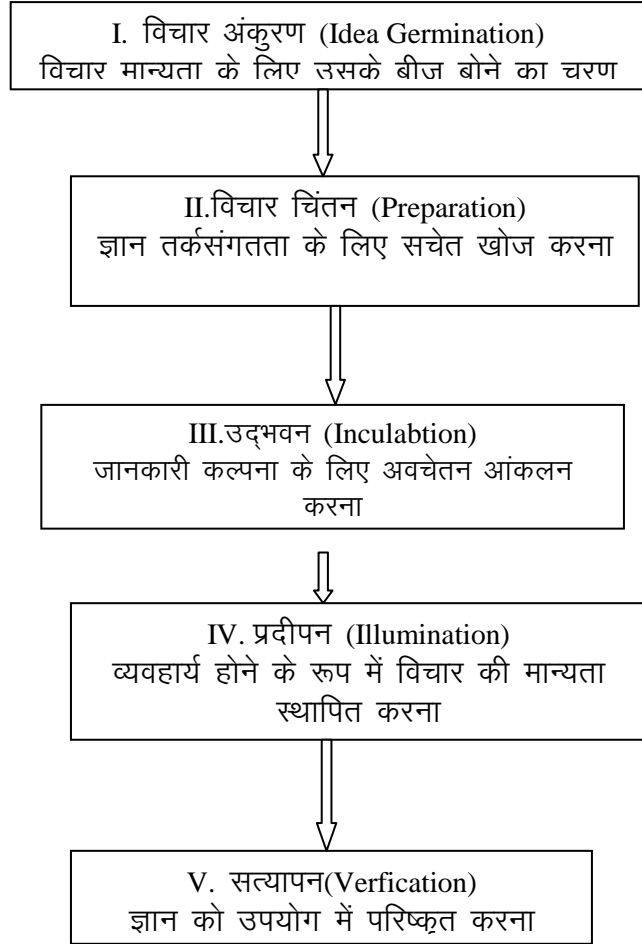 I. विचार अंकुरण (Idea Germination)
विचार मान्यता के लिए उसके बीज बोने का चरण
II.विचार चिंतन (Preparation)
ज्ञान तर्कसंगतता के लिए सचेत खोज करना
III.उद्भवन (Inculabtion)
जानकारी कल्पना के लिए अवचेतन आंकलन
करना
IV. प्रदीपन (Illumination)
व्यवहार्य होने के रूप में विचार की मान्यता
स्थापित करना
V. सत्यापन(Verfication)
ज्ञान को उपयोग में परिष्कृत करना